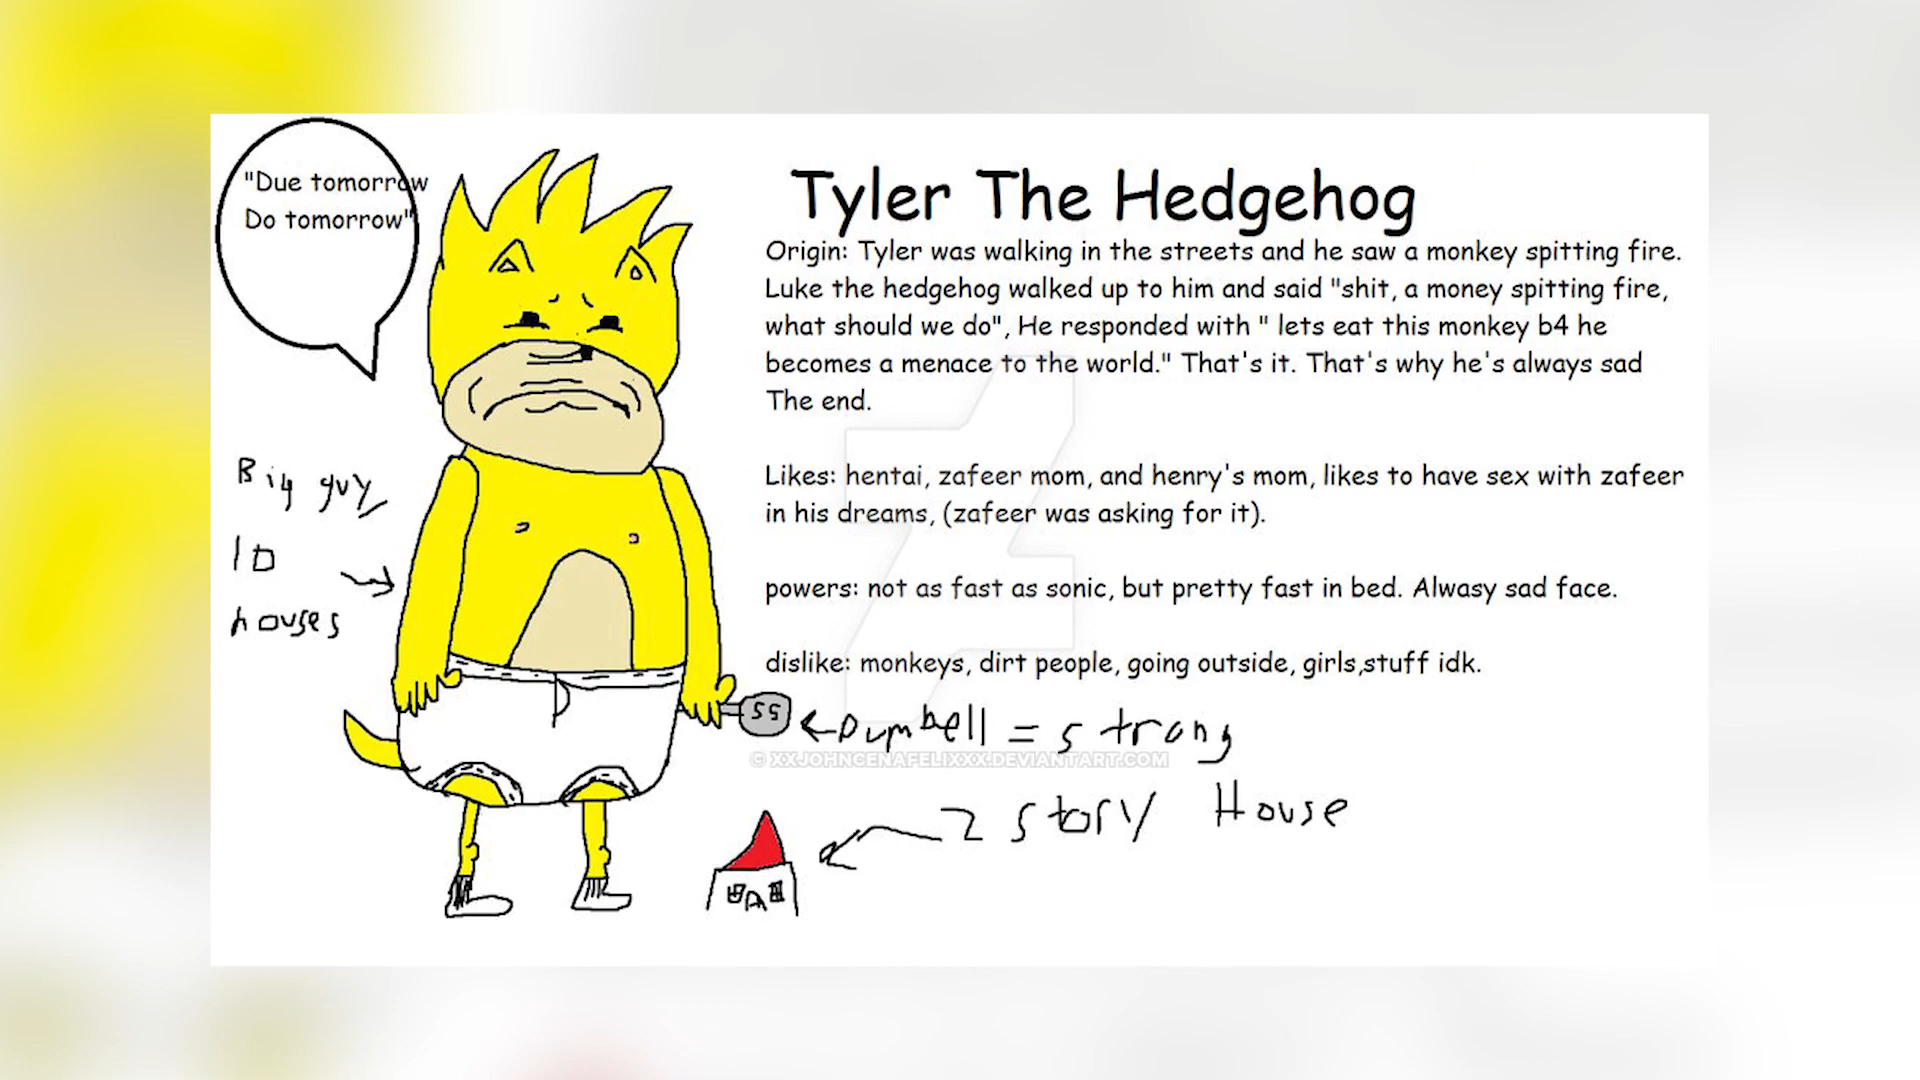 "Due tomorrow
Do tomorrow"
Tyler The Hedgehog
Origin: Tyler was walking in the streets and he saw a monkey spitting fire.
Luke the hedgehog walked up to him and said "shit, a money spitting fire,
what should we do", He responded with " lets eat this monkey b4 he
becomes a menace to the world." That's it. That's why he's always sad
The end.
Likes: hentai, zafeer mom, and henry's mom, likes to have sex with zafeer
in his dreams, (zafeer was asking for it).
powers: not as fast as sonic, but pretty fast in bed. Alwasy sad face.
dislike: monkeys, dirt people, going outside, girls,stuff idk.
Big guy
10
houses
55
Dumbell = strong
© XXJOHNCENAFELIXXX.DEVIANTART.COM
2 story House